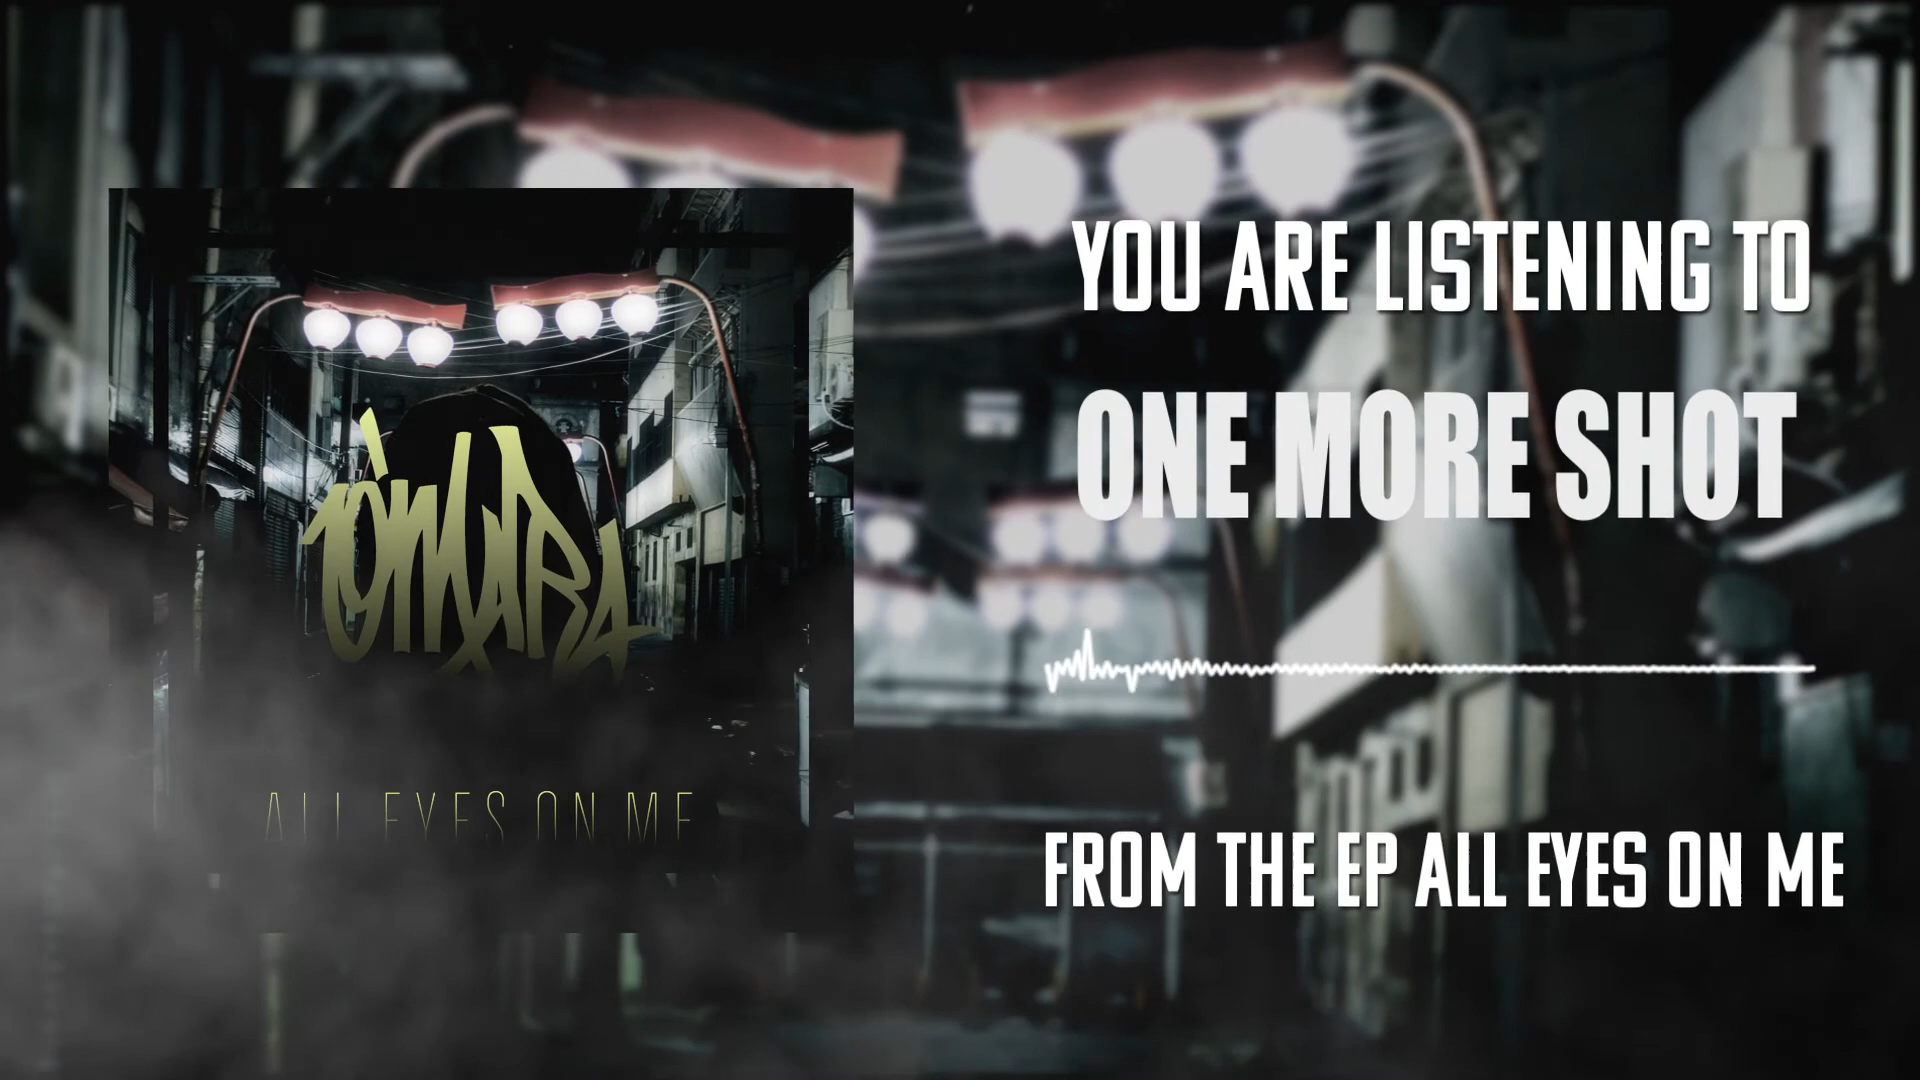 YOU ARE LISTENING TO
ONE MORE SHOT
ALL EYES ON ME
FROM THE EP ALL EYES ON ME